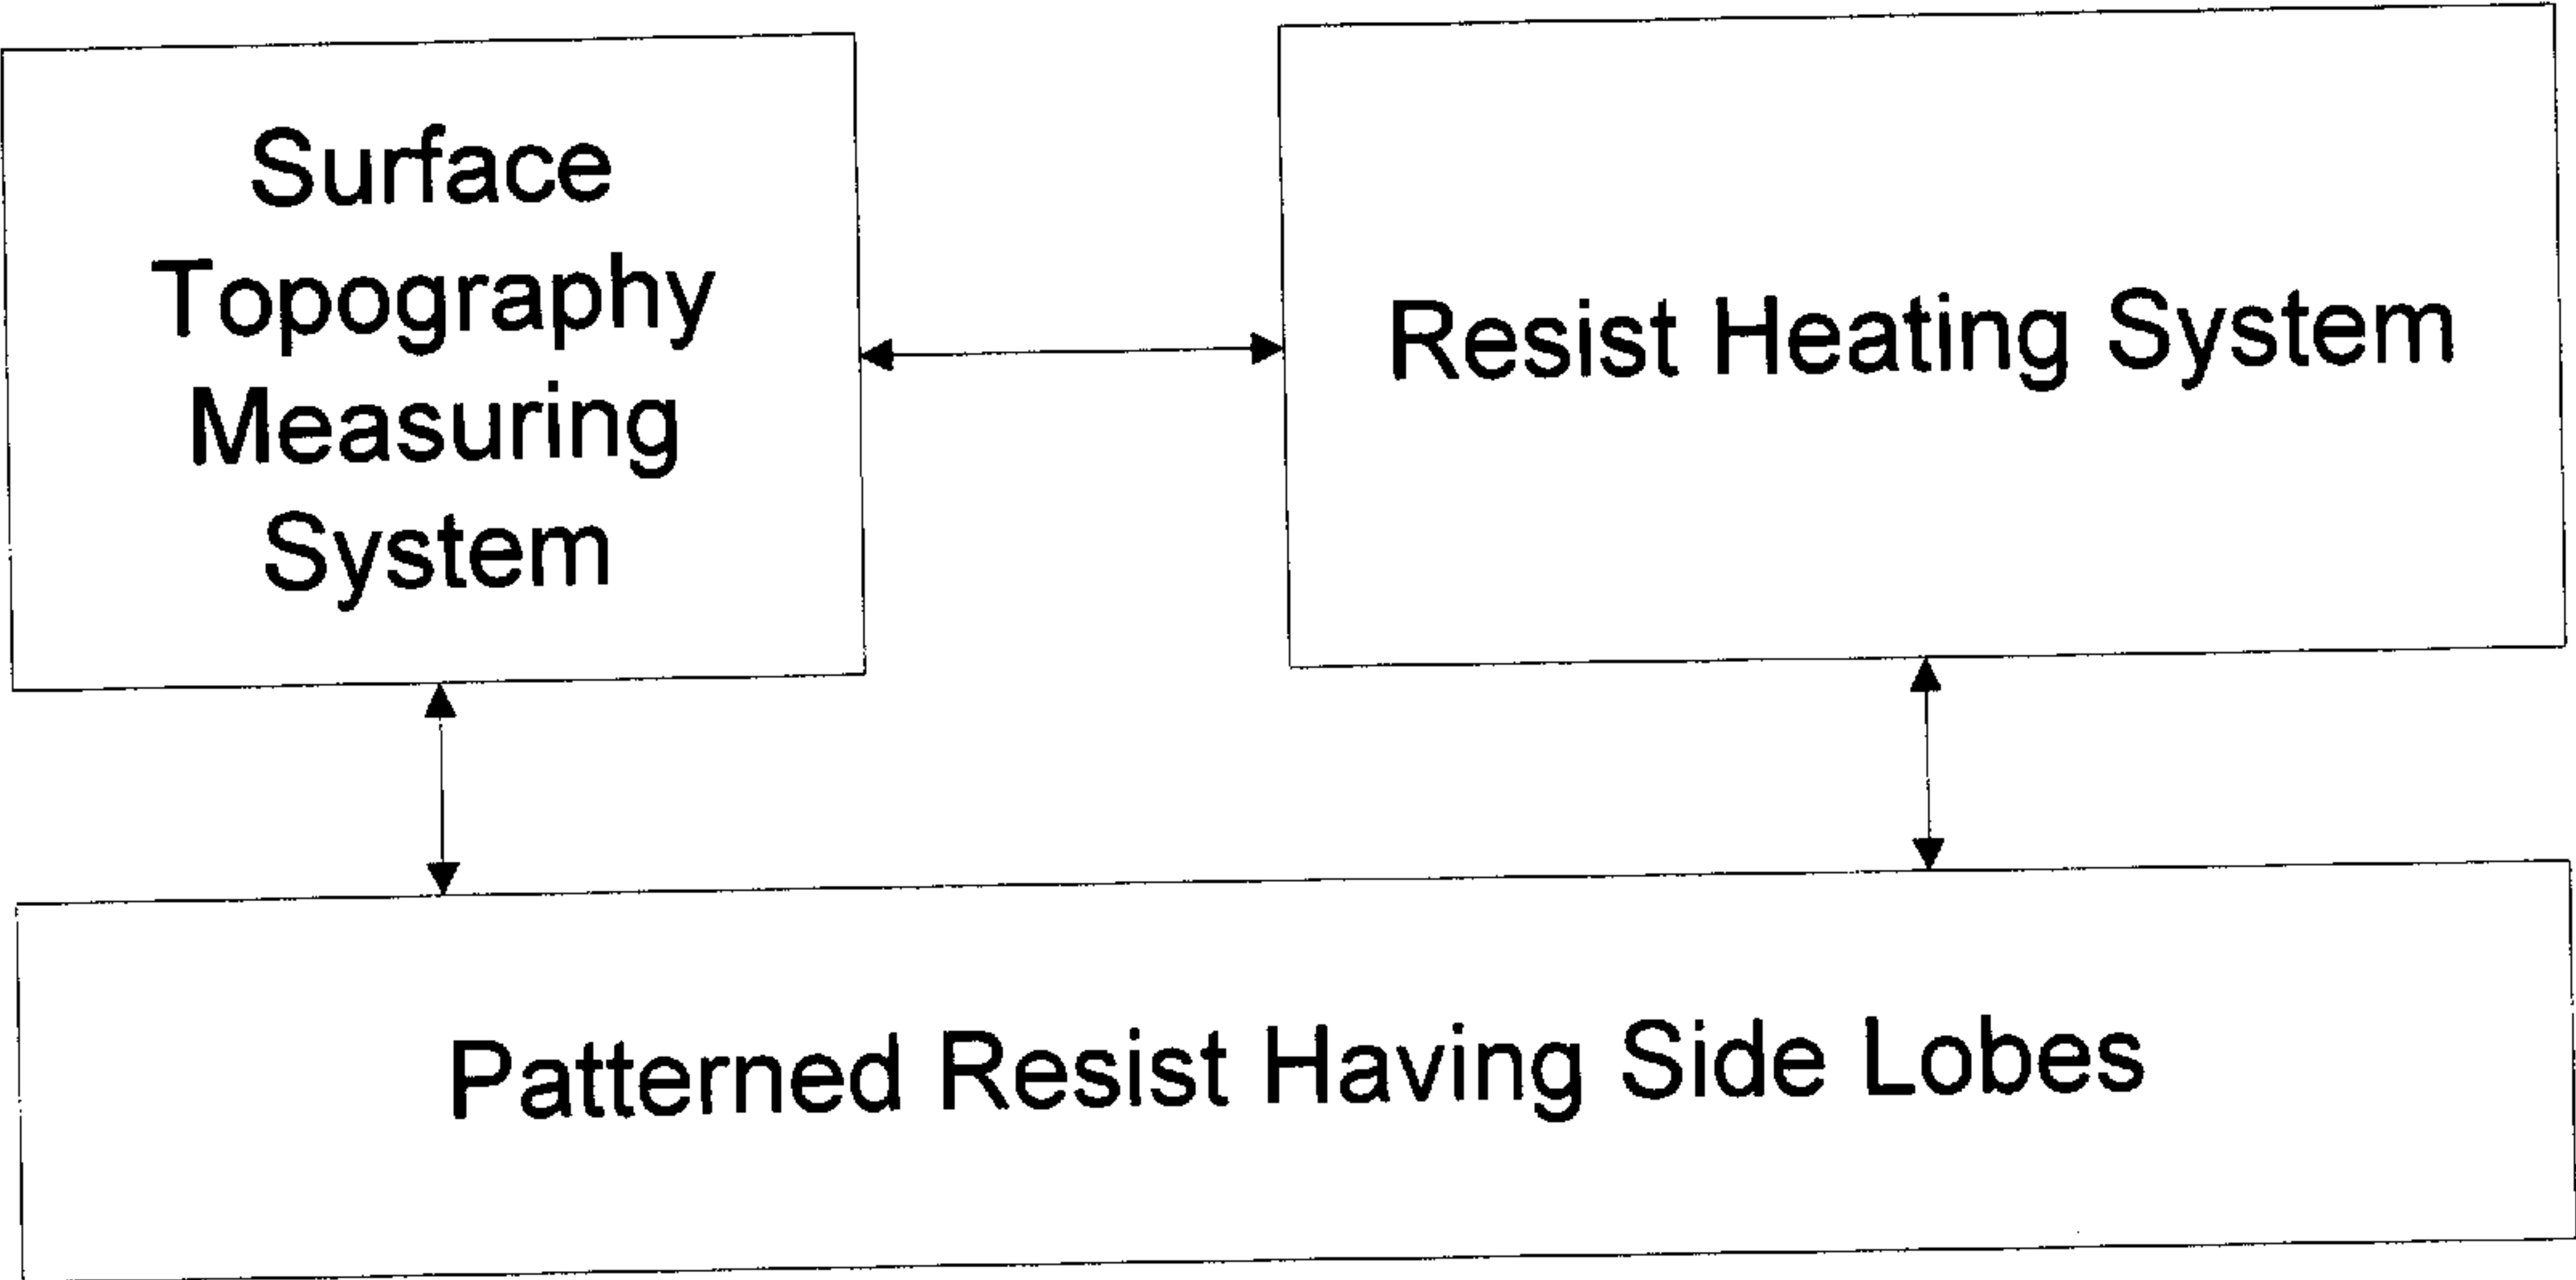 Surface
Topography
Measuring
System
Resist Heating System
Patterned Resist Having Side Lobes